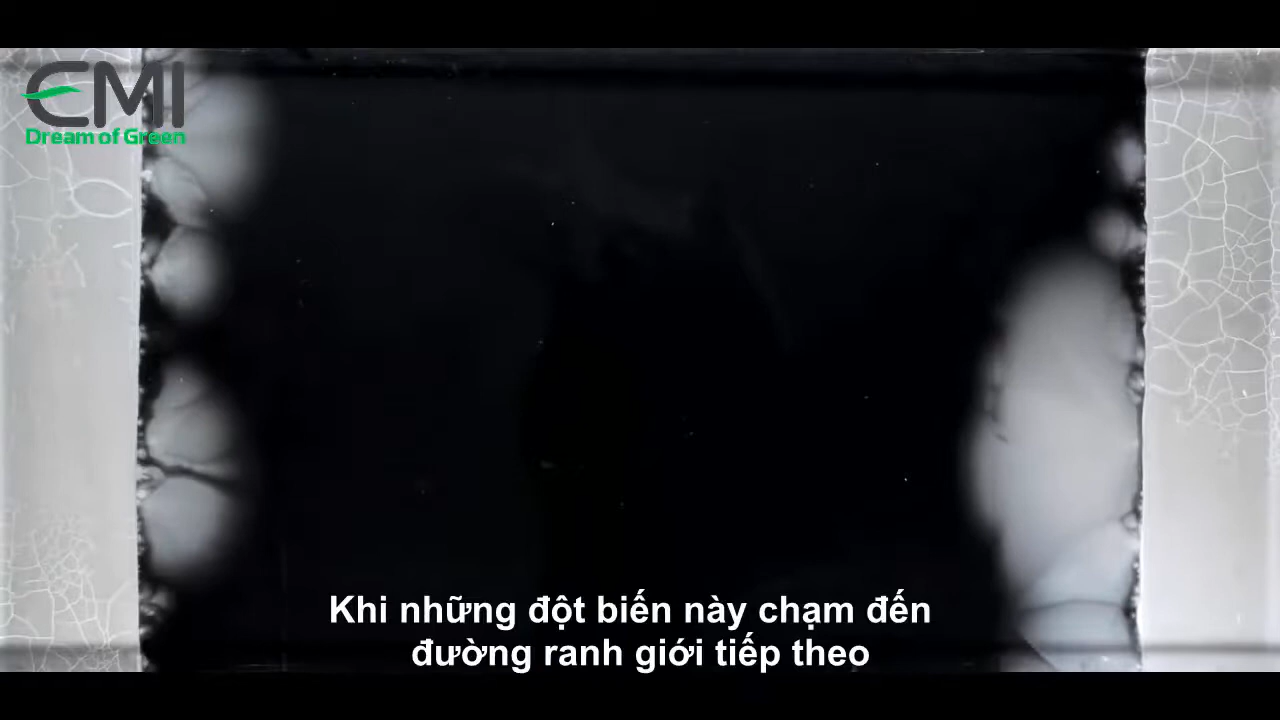 EMI
Dream of Green
Khi những đột biến này chạm đến
đường ranh giới tiếp theo